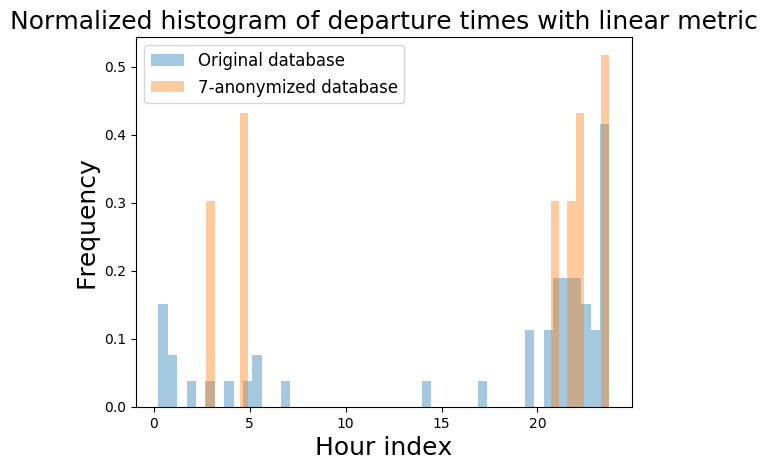 Normalized histogram of departure times with linear metric
Original database
7-anonymized database
Frequency
0.5
0.4
0.3
0.2
0.1
0.0
0 5 10 15 20
Hour index